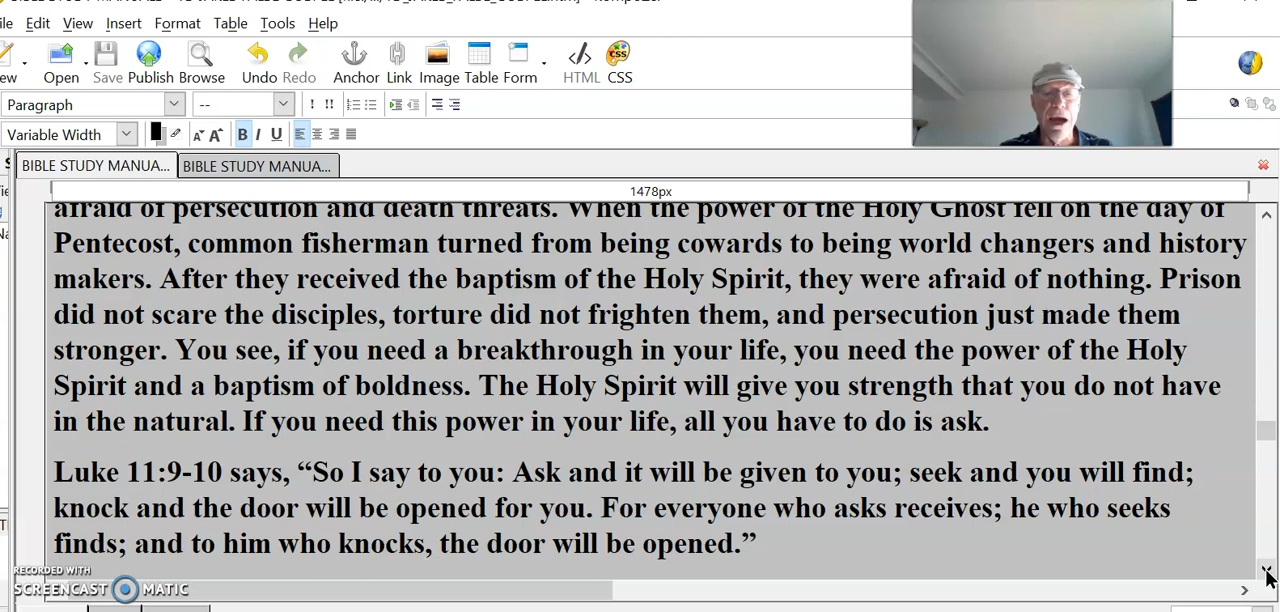 Edit View Insert Format Table Tools Help
Open Save Publish Browse Undo Redo Anchor Link Image Table Form HTML CSS
Paragraph --
Variable Width B I U
BIBLE STUDY MANUA... BIBLE STUDY MANUA...
1478px
afraid of persecution and death threats. When the power of the Holy Ghost fell on the day of
Pentecost, common fisherman turned from being cowards to being world changers and history
makers. After they received the baptism of the Holy Spirit, they were afraid of nothing. Prison
did not scare the disciples, torture did not frighten them, and persecution just made them
stronger. You see, if you need a breakthrough in your life, you need the power of the Holy
Spirit and a baptism of boldness. The Holy Spirit will give you strength that you do not have
in the natural. If you need this power in your life, all you have to do is ask.
Luke 11:9-10 says, “So I say to you: Ask and it will be given to you; seek and you will find;
knock and the door will be opened for you. For everyone who asks receives; he who seeks
finds; and to him who knocks, the door will be opened.”
RECORDED WITH
SCREENCAST MATIC